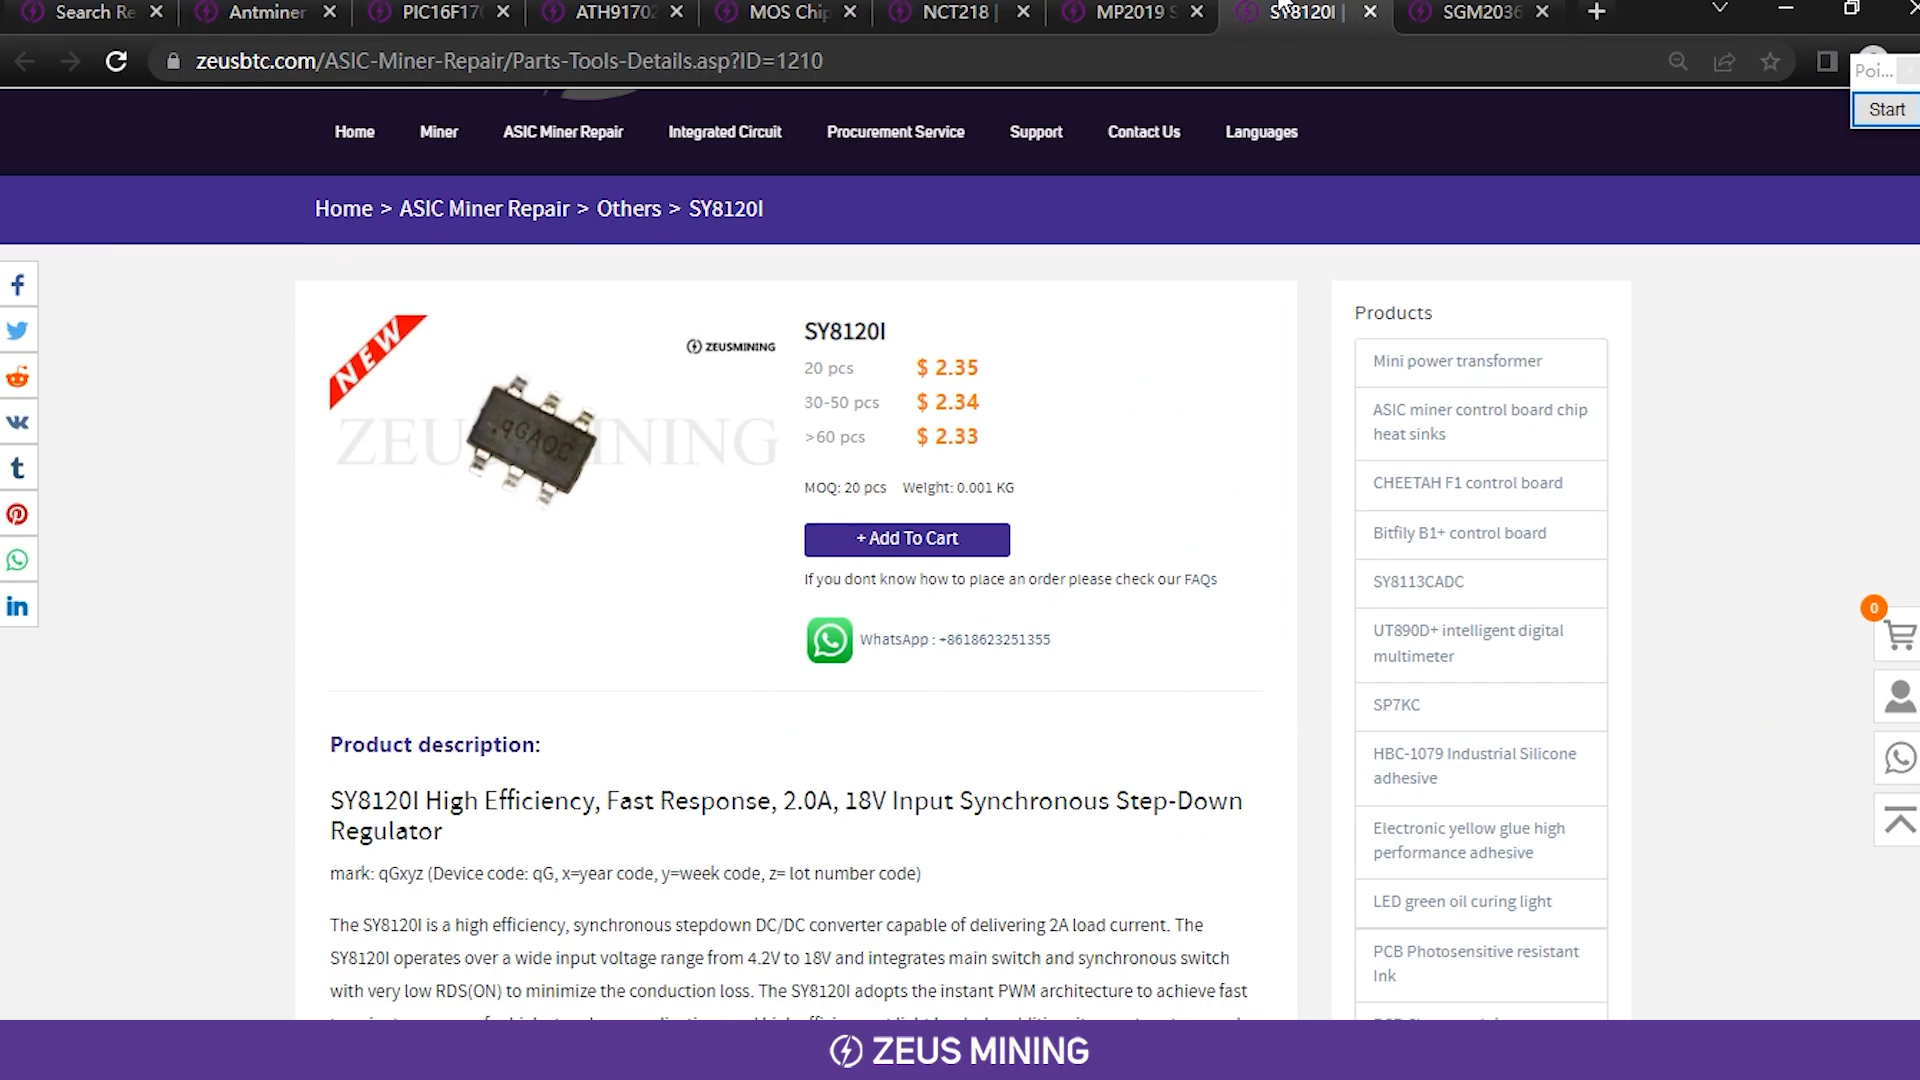 Search Re
Antminer
PIC16F170
ATH91702
MOS Chip
NCT218 |
MP2019 S
SY8120I |
SGM2036
zeusbtc.com/ASIC-Miner-Repair/Parts-Tools-Details.asp?ID=1210
Poi...
Start
Home
Miner
ASIC Miner Repair
Integrated Circuit
Procurement Service
Support
Contact Us
Languages
Home > ASIC Miner Repair > Others > SY8120I
NEW
ZEUSMINING
ZEUS MINING
qGAOC
SY8120I
20 pcs $ 2.35
30-50 pcs $ 2.34
>60 pcs $ 2.33
MOQ: 20 pcs Weight: 0.001 KG
+ Add To Cart
If you dont know how to place an order please check our FAQs
WhatsApp : +8618623251355
Product description:
SY8120I High Efficiency, Fast Response, 2.0A, 18V Input Synchronous Step-Down
Regulator
mark: qGxyz (Device code: qG, x=year code, y=week code, z= lot number code)
The SY8120I is a high efficiency, synchronous stepdown DC/DC converter capable of delivering 2A load current. The
SY8120I operates over a wide input voltage range from 4.2V to 18V and integrates main switch and synchronous switch
with very low RDS(ON) to minimize the conduction loss. The SY8120I adopts the instant PWM architecture to achieve fast
Products
Mini power transformer
ASIC miner control board chip
heat sinks
CHEETAH F1 control board
Bitfily B1+ control board
SY8113CADC
UT890D+ intelligent digital
multimeter
SP7KC
HBC-1079 Industrial Silicone
adhesive
Electronic yellow glue high
performance adhesive
LED green oil curing light
PCB Photosensitive resistant
Ink
0
ZEUS MINING